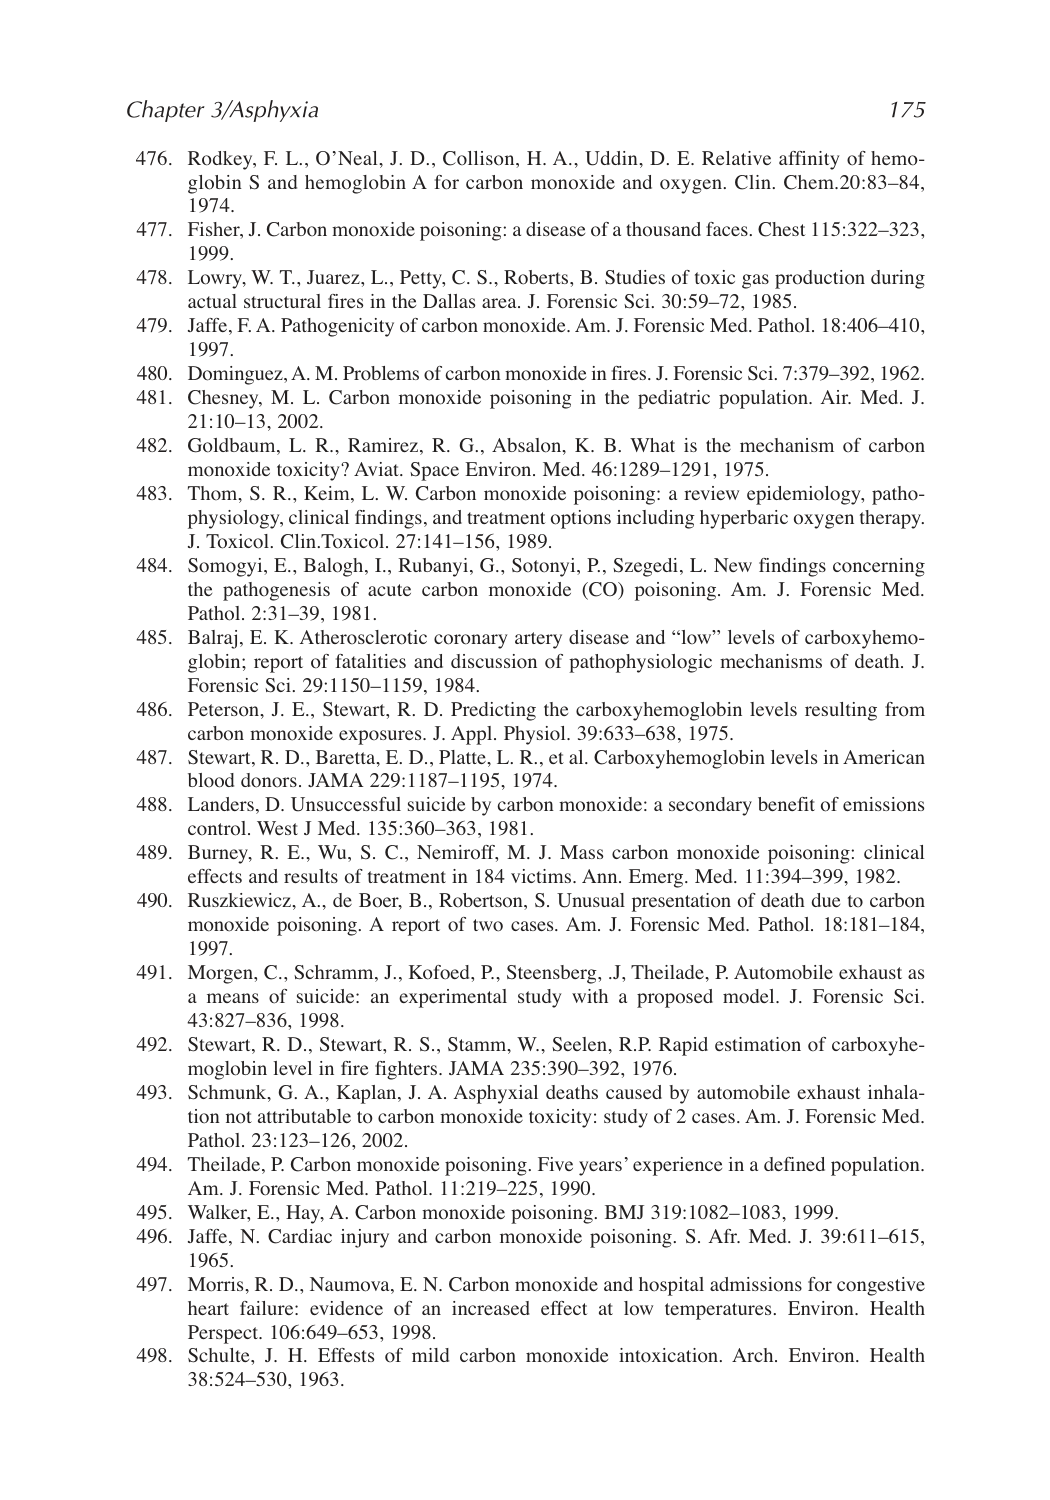 Chapter 3/Asphyxia 175
476. Rodkey, F. L., O’Neal, J. D., Collison, H. A., Uddin, D. E. Relative affinity of hemo-
globin S and hemoglobin A for carbon monoxide and oxygen. Clin. Chem.20:83–84,
1974.
477. Fisher, J. Carbon monoxide poisoning: a disease of a thousand faces. Chest 115:322–323,
1999.
478. Lowry, W. T., Juarez, L., Petty, C. S., Roberts, B. Studies of toxic gas production during
actual structural fires in the Dallas area. J. Forensic Sci. 30:59–72, 1985.
479. Jaffe, F. A. Pathogenicity of carbon monoxide. Am. J. Forensic Med. Pathol. 18:406–410,
1997.
480. Dominguez, A. M. Problems of carbon monoxide in fires. J. Forensic Sci. 7:379–392, 1962.
481. Chesney, M. L. Carbon monoxide poisoning in the pediatric population. Air. Med. J.
21:10–13, 2002.
482. Goldbaum, L. R., Ramirez, R. G., Absalon, K. B. What is the mechanism of carbon
monoxide toxicity? Aviat. Space Environ. Med. 46:1289–1291, 1975.
483. Thom, S. R., Keim, L. W. Carbon monoxide poisoning: a review epidemiology, patho-
physiology, clinical findings, and treatment options including hyperbaric oxygen therapy.
J. Toxicol. Clin.Toxicol. 27:141–156, 1989.
484. Somogyi, E., Balogh, I., Rubanyi, G., Sotonyi, P., Szegedi, L. New findings concerning
the pathogenesis of acute carbon monoxide (CO) poisoning. Am. J. Forensic Med.
Pathol. 2:31–39, 1981.
485. Balraj, E. K. Atherosclerotic coronary artery disease and “low” levels of carboxyhemo-
globin; report of fatalities and discussion of pathophysiologic mechanisms of death. J.
Forensic Sci. 29:1150–1159, 1984.
486. Peterson, J. E., Stewart, R. D. Predicting the carboxyhemoglobin levels resulting from
carbon monoxide exposures. J. Appl. Physiol. 39:633–638, 1975.
487. Stewart, R. D., Baretta, E. D., Platte, L. R., et al. Carboxyhemoglobin levels in American
blood donors. JAMA 229:1187–1195, 1974.
488. Landers, D. Unsuccessful suicide by carbon monoxide: a secondary benefit of emissions
control. West J Med. 135:360–363, 1981.
489. Burney, R. E., Wu, S. C., Nemiroff, M. J. Mass carbon monoxide poisoning: clinical
effects and results of treatment in 184 victims. Ann. Emerg. Med. 11:394–399, 1982.
490. Ruszkiewicz, A., de Boer, B., Robertson, S. Unusual presentation of death due to carbon
monoxide poisoning. A report of two cases. Am. J. Forensic Med. Pathol. 18:181–184,
1997.
491. Morgen, C., Schramm, J., Kofoed, P., Steensberg, .J, Theilade, P. Automobile exhaust as
a means of suicide: an experimental study with a proposed model. J. Forensic Sci.
43:827–836, 1998.
492. Stewart, R. D., Stewart, R. S., Stamm, W., Seelen, R.P. Rapid estimation of carboxyhe-
moglobin level in fire fighters. JAMA 235:390–392, 1976.
493. Schmunk, G. A., Kaplan, J. A. Asphyxial deaths caused by automobile exhaust inhala-
tion not attributable to carbon monoxide toxicity: study of 2 cases. Am. J. Forensic Med.
Pathol. 23:123–126, 2002.
494. Theilade, P. Carbon monoxide poisoning. Five years’ experience in a defined population.
Am. J. Forensic Med. Pathol. 11:219–225, 1990.
495. Walker, E., Hay, A. Carbon monoxide poisoning. BMJ 319:1082–1083, 1999.
496. Jaffe, N. Cardiac injury and carbon monoxide poisoning. S. Afr. Med. J. 39:611–615,
1965.
497. Morris, R. D., Naumova, E. N. Carbon monoxide and hospital admissions for congestive
heart failure: evidence of an increased effect at low temperatures. Environ. Health
Perspect. 106:649–653, 1998.
498. Schulte, J. H. Effests of mild carbon monoxide intoxication. Arch. Environ. Health
38:524–530, 1963.